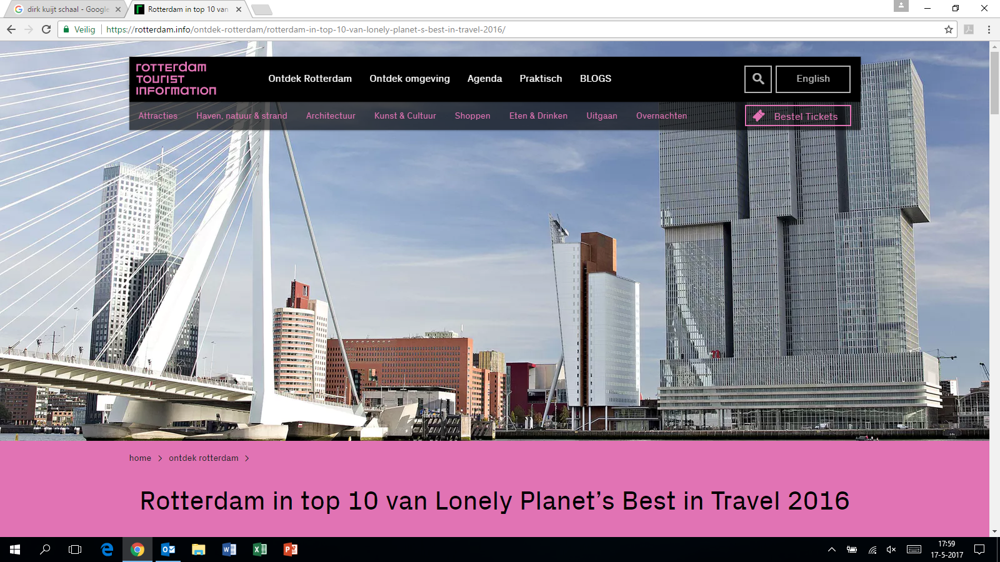 dirk kuijt schaal - Google
Rotterdam in top 10 van
Veilig
https://rotterdam.info/ontdek-rotterdam/rotterdam-in-top-10-van-lonely-planet-s-best-in-travel-2016/
rotterdam
tourist
information
Ontdek Rotterdam
Ontdek omgeving
Agenda
Praktisch
BLOGS
English
Attracties
Haven, natuur & strand
Architectuur
Kunst & Cultuur
Shoppen
Eten & Drinken
Uitgaan
Overnachten
Bestel Tickets
home > ontdek rotterdam >
Rotterdam in top 10 van Lonely Planet’s Best in Travel 2016
17:59
17-5-2017